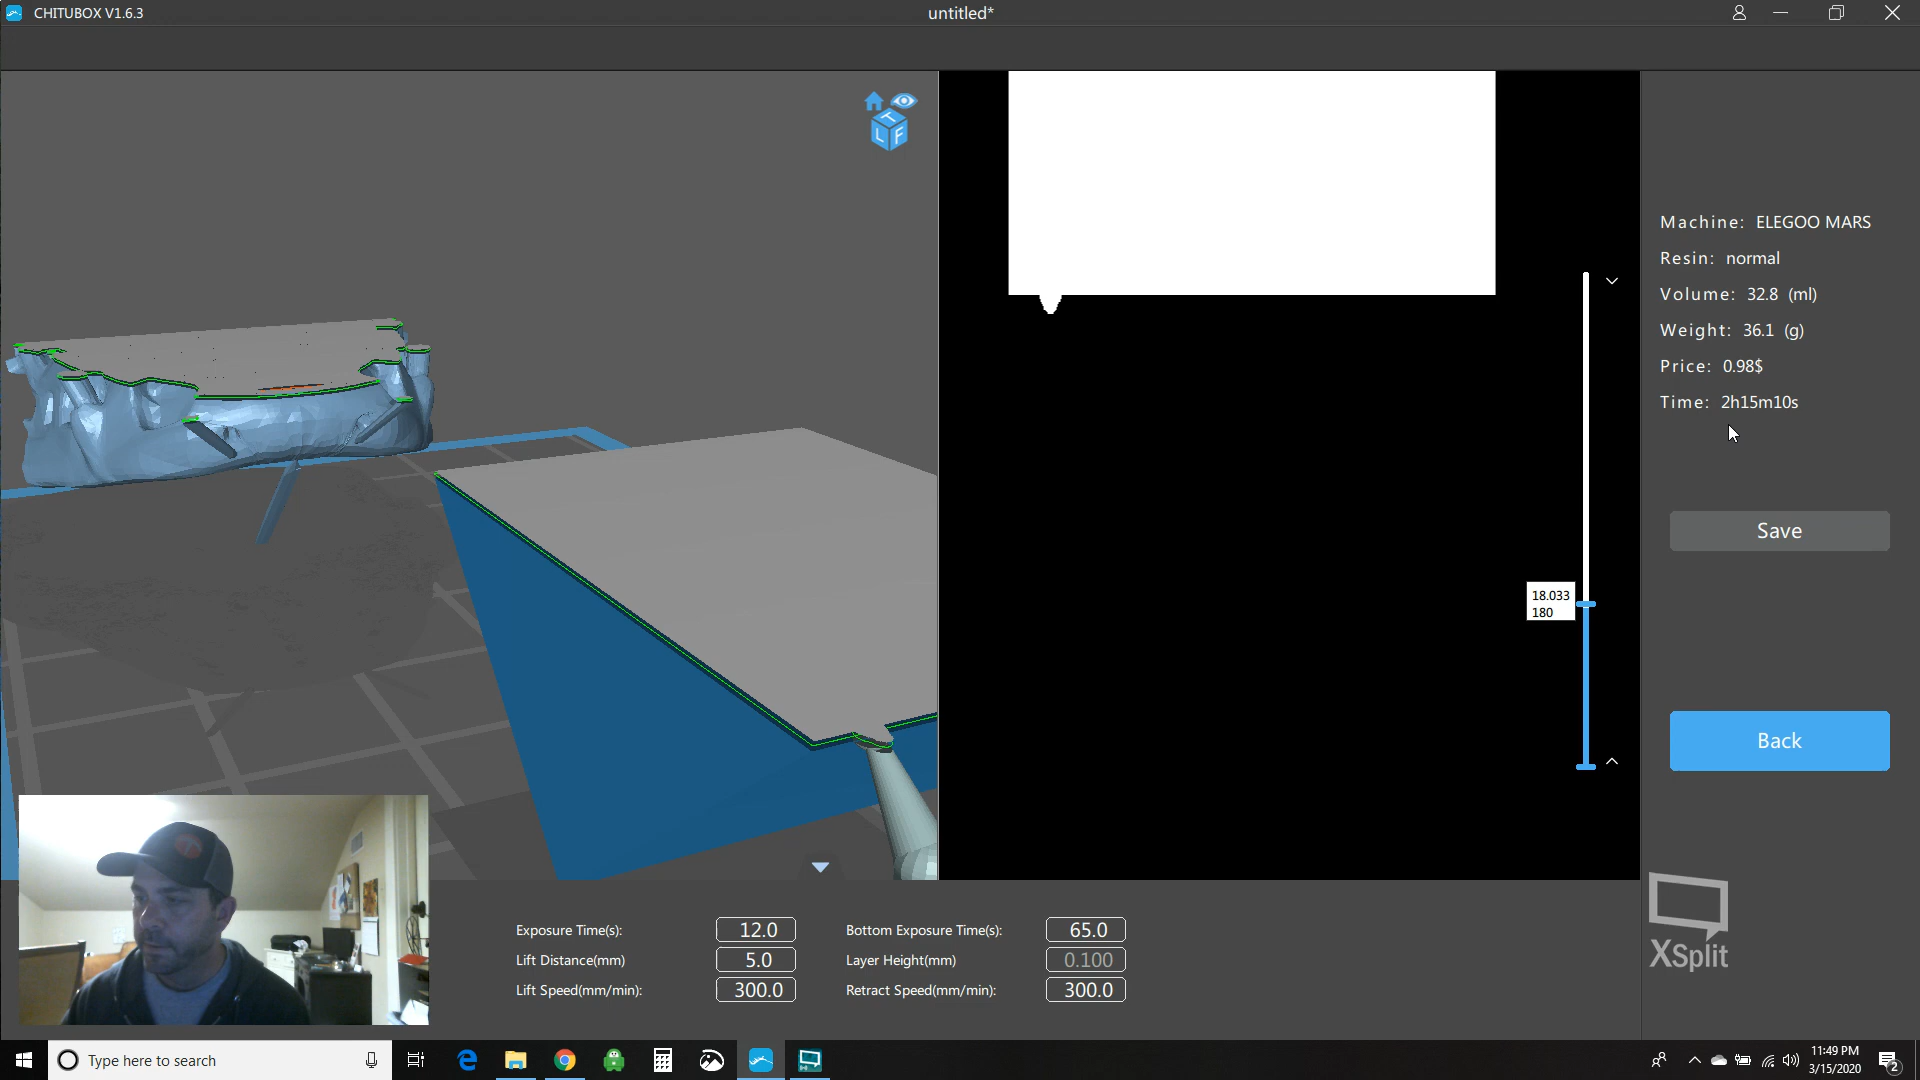 CHITUBOX V1.6.3
untitled*
T
L F
Machine: ELEGOO MARS
Resin: normal
Volume: 32.8 (ml)
Weight: 36.1 (g)
Price: 0.98$
Time: 2h15m10s
Save
18.033
180
Back
Exposure Time(s): 12.0
Bottom Exposure Time(s): 65.0
Lift Distance(mm) 5.0
Layer Height(mm) 0.100
Lift Speed(mm/min): 300.0
Retract Speed(mm/min): 300.0
XSplit
Type here to search
11:49 PM
3/15/2020
2